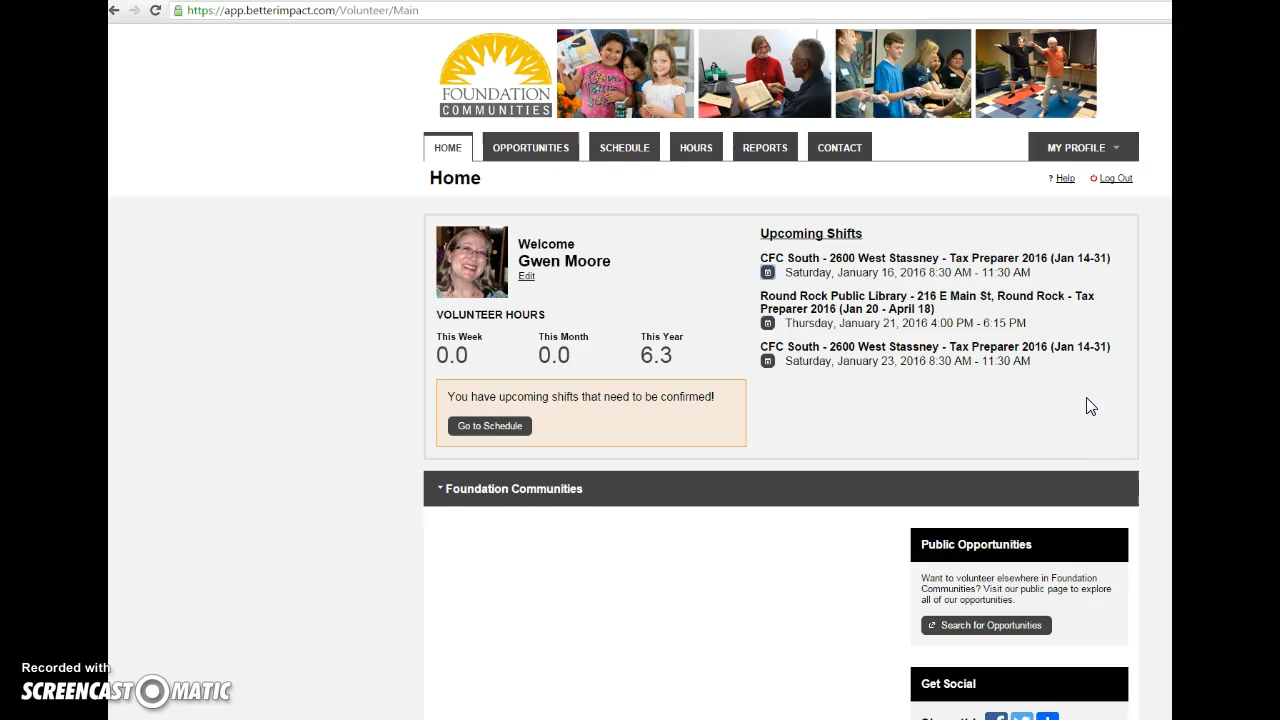 https://app.betterimpact.com/Volunteer/Main
FOUNDATION
COMMUNITIES
HOME OPPORTUNITIES SCHEDULE HOURS REPORTS CONTACT MY PROFILE
Home
? Help Log Out
Welcome
Gwen Moore
Edit
VOLUNTEER HOURS
This Week This Month This Year
0.0 0.0 6.3
You have upcoming shifts that need to be confirmed!
Go to Schedule
Upcoming Shifts
CFC South - 2600 West Stassney - Tax Preparer 2016 (Jan 14-31)
Saturday, January 16, 2016 8:30 AM - 11:30 AM
Round Rock Public Library - 216 E Main St, Round Rock - Tax
Preparer 2016 (Jan 20 - April 18)
Thursday, January 21, 2016 4:00 PM - 6:15 PM
CFC South - 2600 West Stassney - Tax Preparer 2016 (Jan 14-31)
Saturday, January 23, 2016 8:30 AM - 11:30 AM
Foundation Communities
Public Opportunities
Want to volunteer elsewhere in Foundation
Communities? Visit our public page to explore
all of our opportunities.
Search for Opportunities
Get Social
Recorded with
SCREENCAST-O-MATIC